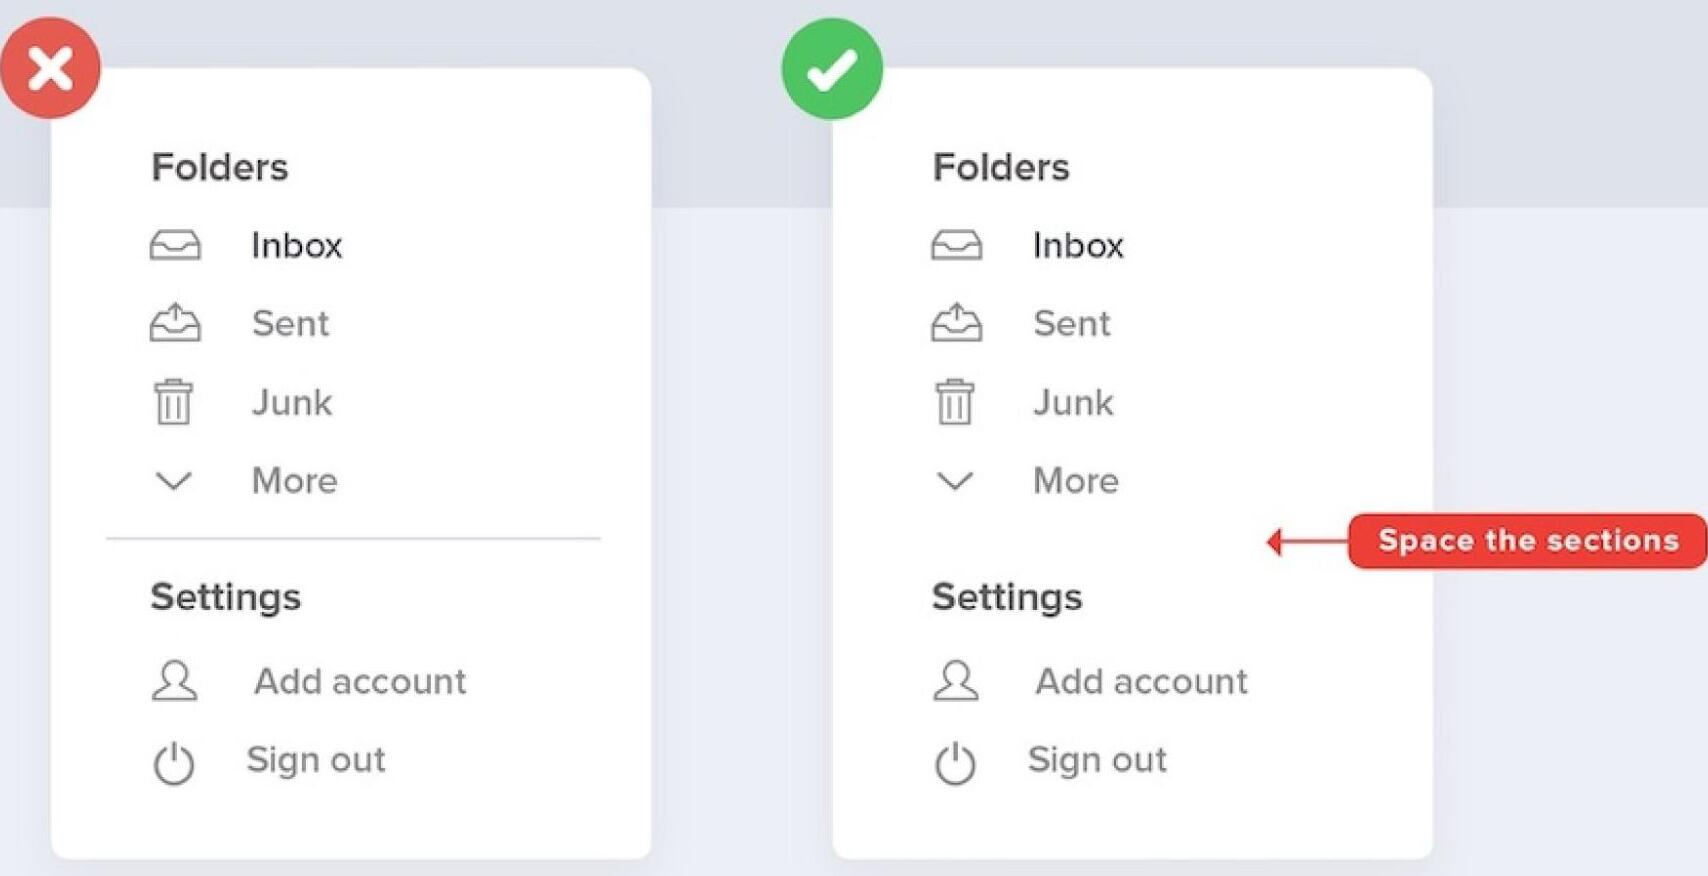 Folders
Inbox
Sent
Junk
More
Settings
Add account
Sign out
Folders
Inbox
Sent
Junk
More
Space the sections
Settings
Add account
Sign out